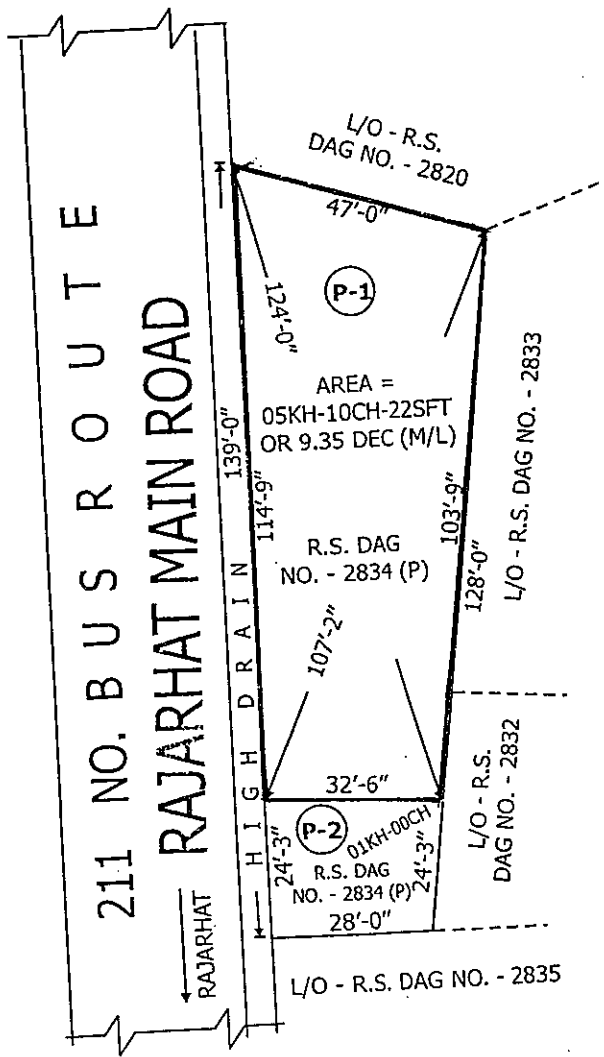 L/O - R.S.
DAG NO. - 2820
47'-0"
P-1
124'-0"
AREA =
05KH-10CH-22SFT
OR 9.35 DEC (M/L)
139'-0"
114'-9"
103'-9"
128'-0"
L/O - R.S. DAG NO. - 2833
R.S. DAG
NO. - 2834 (P)
107'-2"
211 NO. BUS ROUTE
RAJARHAT MAIN ROAD
HIGH DRAIN
32'-6"
P-2
01KH-00CH
24'-3"
24'-3"
R.S. DAG
NO. - 2834 (P)
28'-0"
L/O - R.S.
DAG NO. - 2832
RAJARHAT
L/O - R.S. DAG NO. - 2835